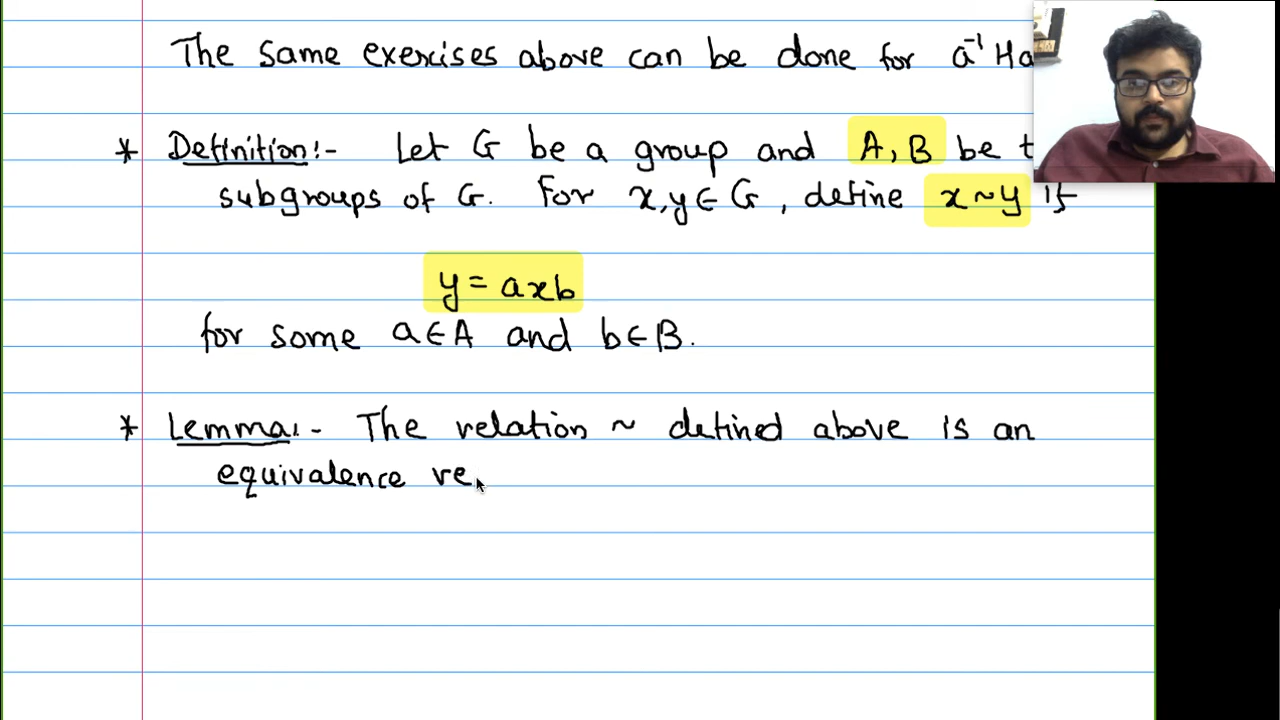 The same exercises above can be done for a⁻¹Ha
* Definition:- Let G be a group and A, B be t
subgroups of G. For x,y ∈ G, define x ~ y if
y = axb
for some a ∈ A and b ∈ B.
* Lemma:- The relation ~ defined above is an
equivalence re